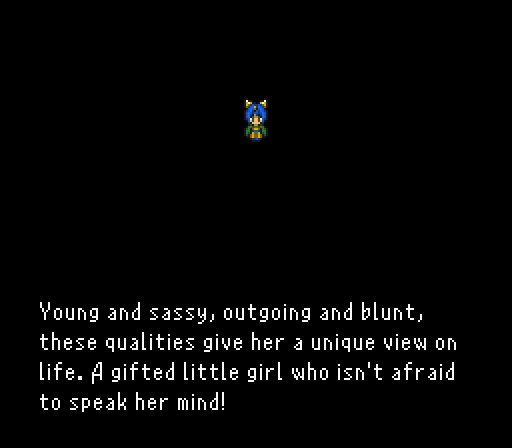 Young and sassy, outgoing and blunt,
these qualities give her a unique view on
life. A gifted little girl who isn't afraid
to speak her mind!